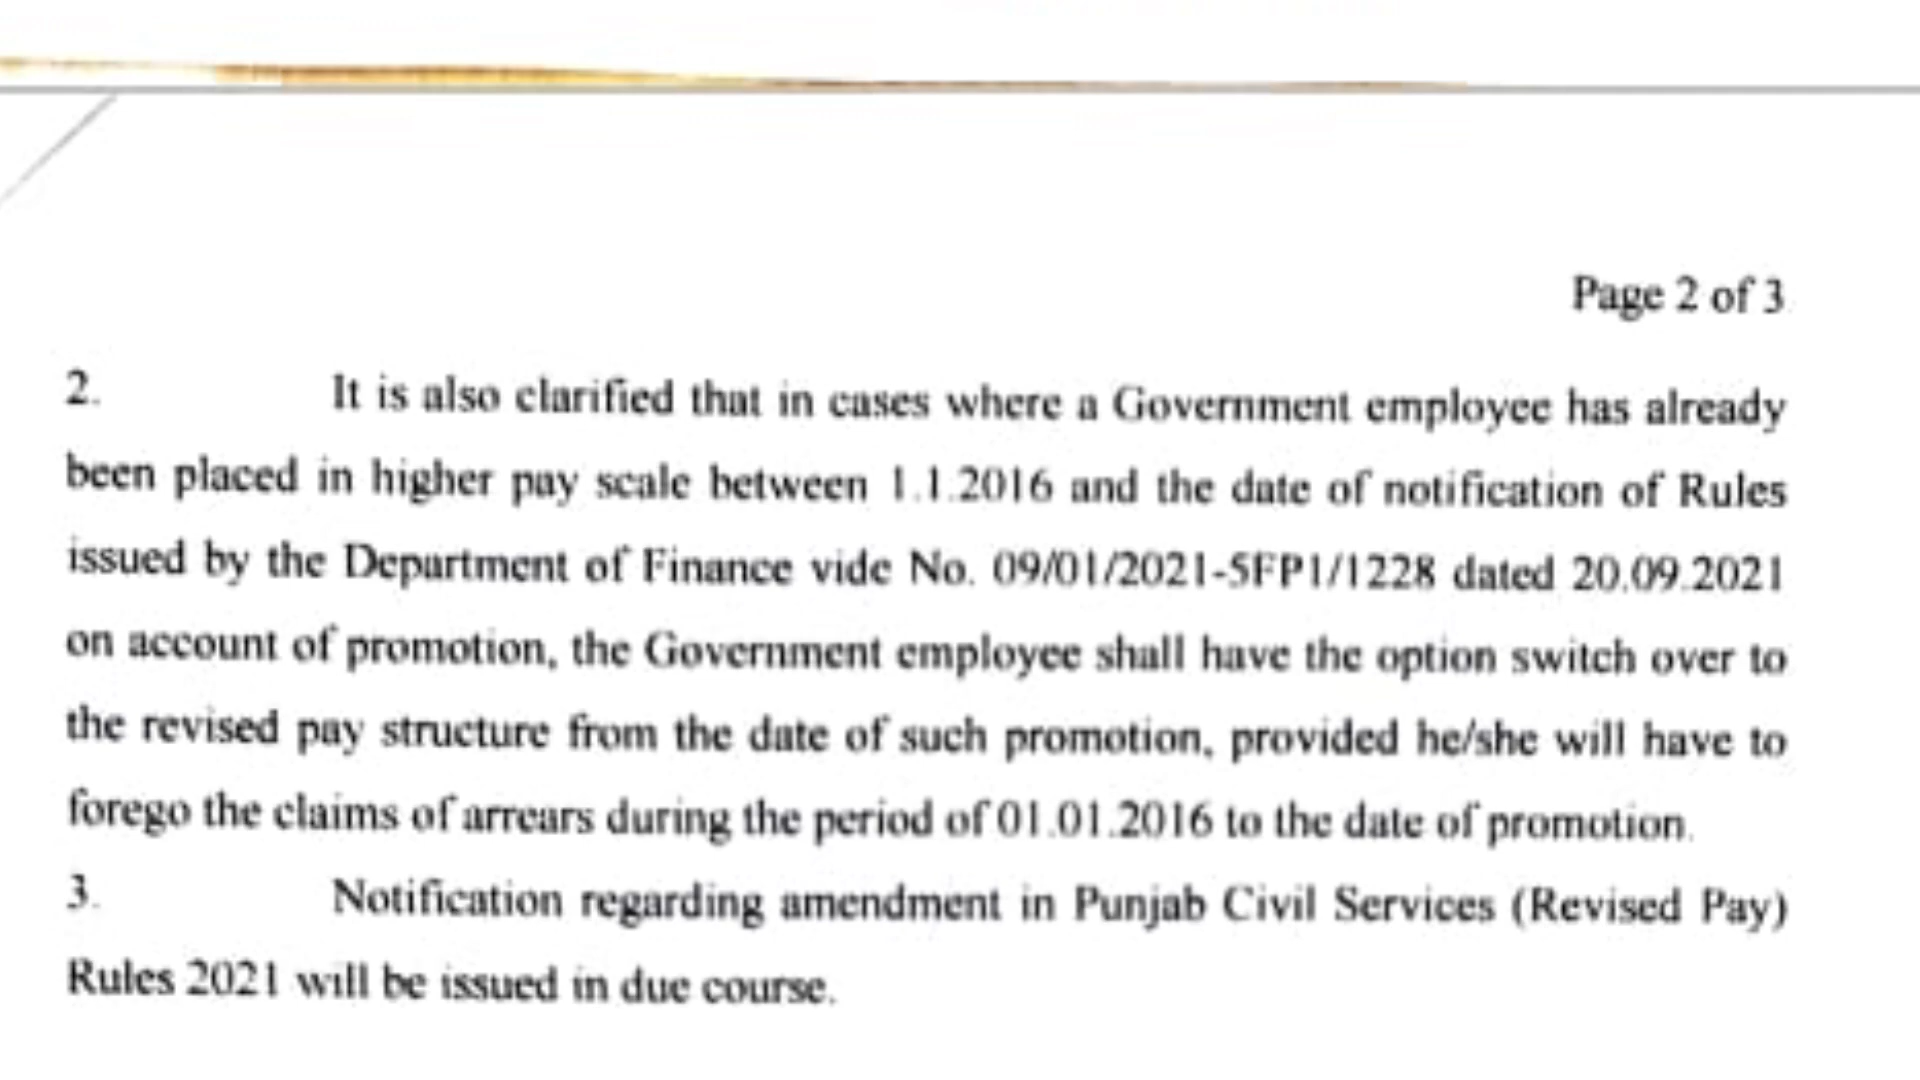 Page 2 of 3
2. It is also clarified that in cases where a Government employee has already
been placed in higher pay scale between 1.1.2016 and the date of notification of Rules
issued by the Department of Finance vide No. 09/01/2021-5FP1/1228 dated 20.09.2021
on account of promotion, the Government employee shall have the option switch over to
the revised pay structure from the date of such promotion, provided he/she will have to
forego the claims of arrears during the period of 01.01.2016 to the date of promotion.
3. Notification regarding amendment in Punjab Civil Services (Revised Pay)
Rules 2021 will be issued in due course.